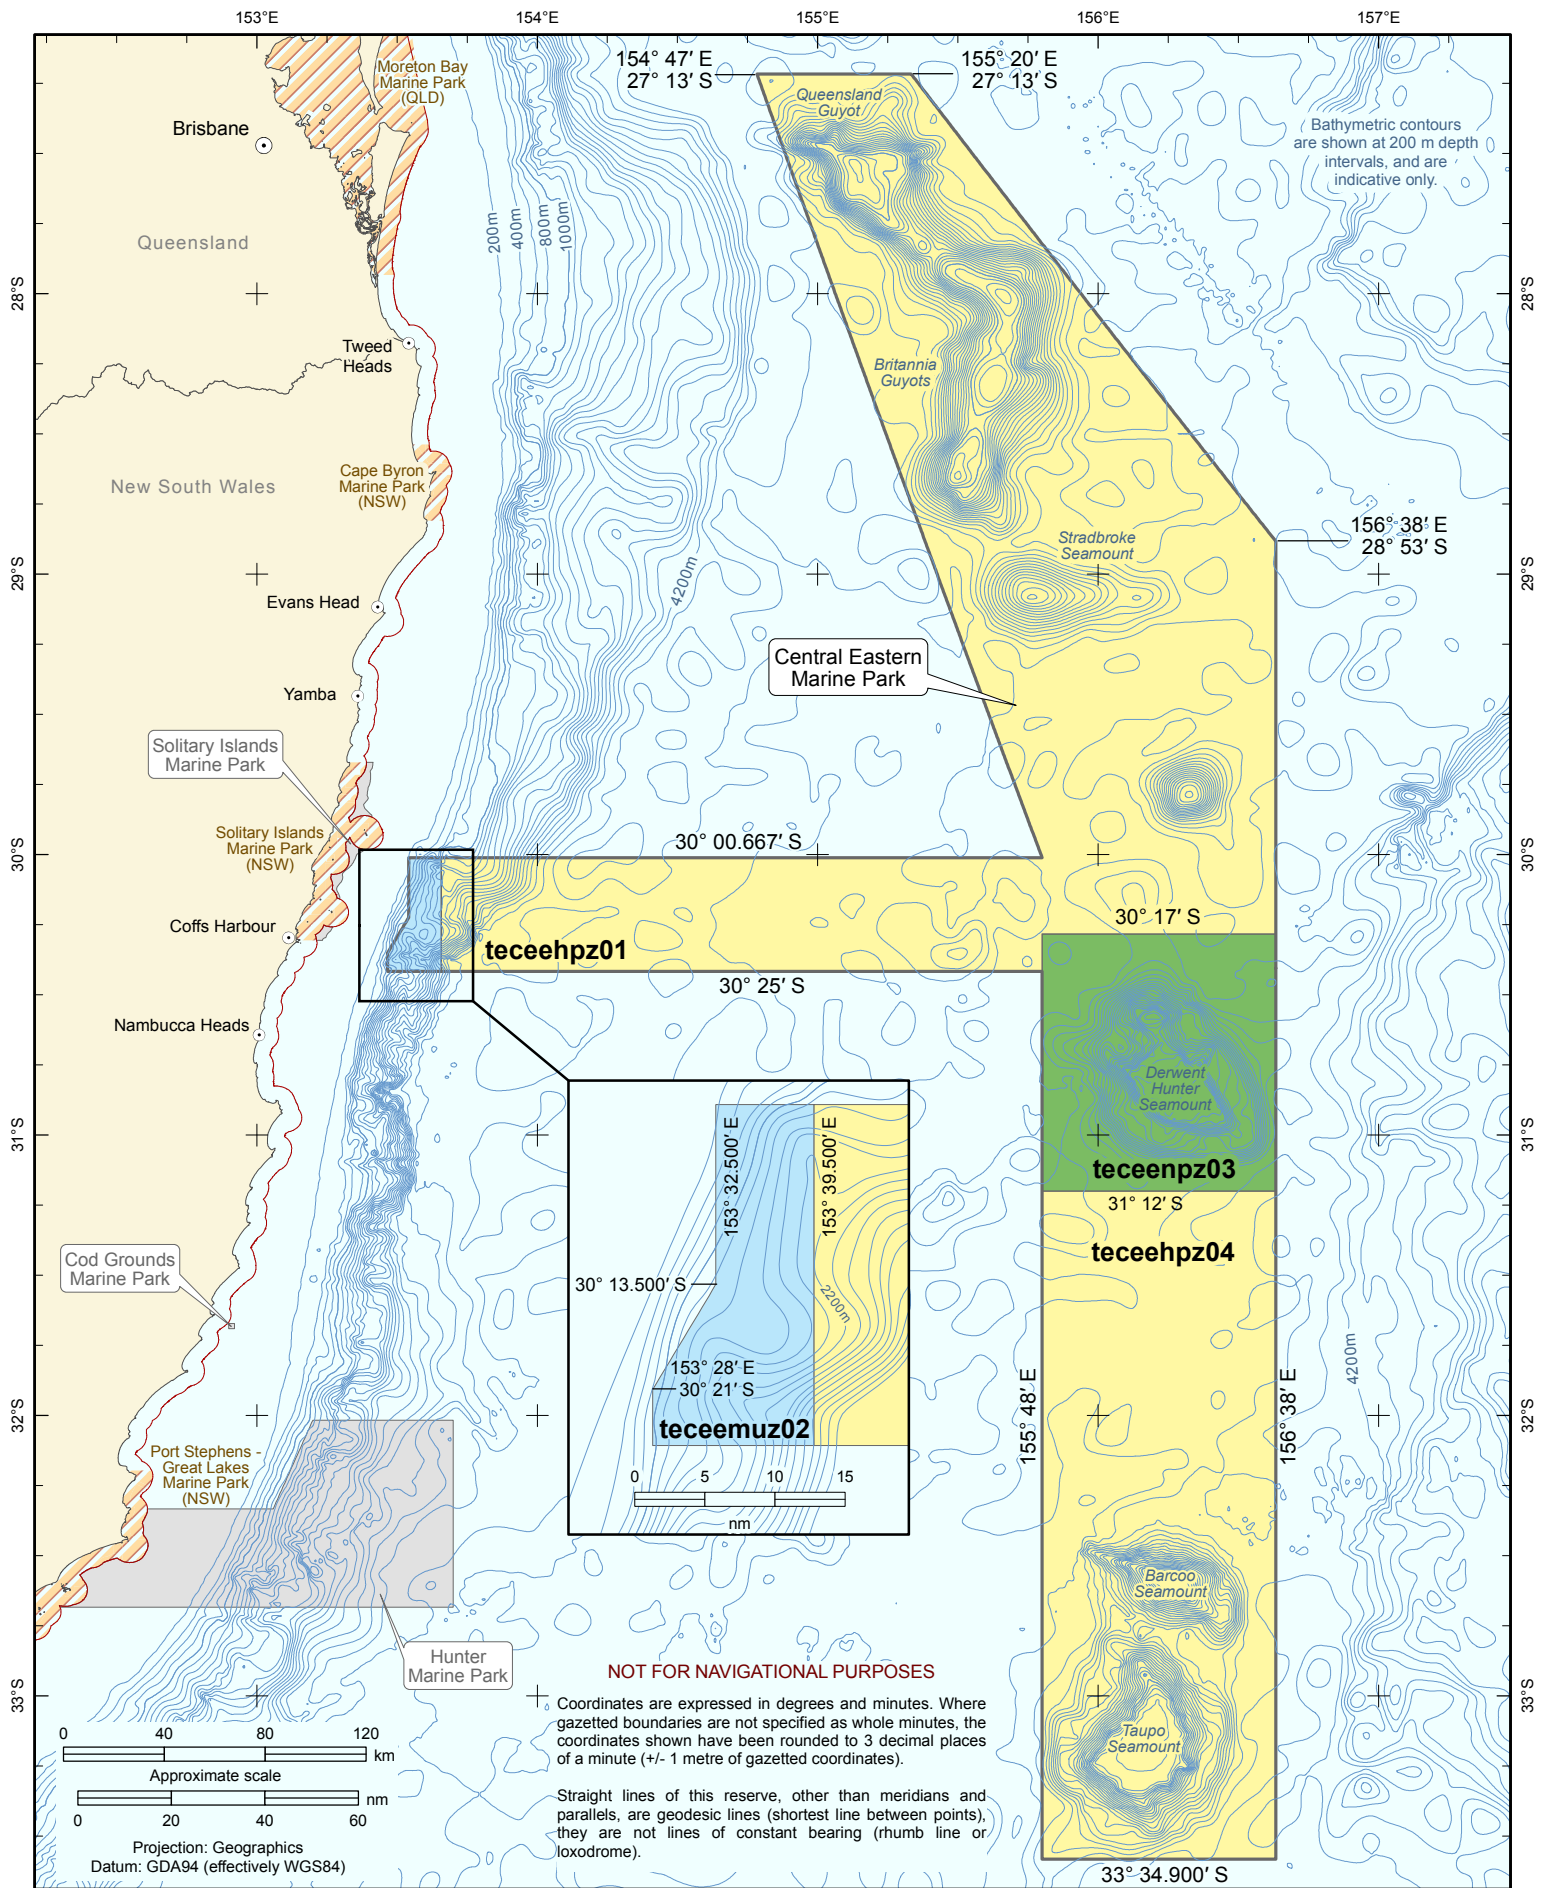 153°E
154°E
155°E
156°E
157°E
28°S
29°S
30°S
31°S
32°S
33°S
28°S
29°S
30°S
31°S
32°S
33°S
Moreton Bay
Marine Park
(QLD)
Brisbane
Queensland
Tweed
Heads
New South Wales
Cape Byron
Marine Park
(NSW)
Evans Head
Yamba
Solitary Islands
Marine Park
Solitary Islands
Marine Park
(NSW)
Coffs Harbour
Nambucca Heads
Cod Grounds
Marine Park
Port Stephens -
Great Lakes
Marine Park
(NSW)
Hunter
Marine Park
200m
400m
800m
1000m
4200m
154° 47′ E
27° 13′ S
155° 20′ E
27° 13′ S
Queensland
Guyot
Bathymetric contours
are shown at 200 m depth
intervals, and are
indicative only.
Britannia
Guyots
Stradbroke
Seamount
156° 38′ E
28° 53′ S
Central Eastern
Marine Park
30° 00.667′ S
teceehpz01
30° 25′ S
30° 17′ S
Derwent
Hunter
Seamount
teceenpz03
31° 12′ S
teceehpz04
155° 48′ E
156° 38′ E
4200m
Barcoo
Seamount
Taupo
Seamount
33° 34.900′ S
153° 32.500′ E
153° 39.500′ E
30° 13.500′ S
2200m
153° 28′ E
30° 21′ S
teceemuz02
0 5 10 15
nm
NOT FOR NAVIGATIONAL PURPOSES
Coordinates are expressed in degrees and minutes. Where
gazetted boundaries are not specified as whole minutes, the
coordinates shown have been rounded to 3 decimal places
of a minute (+/- 1 metre of gazetted coordinates).
Straight lines of this reserve, other than meridians and
parallels, are geodesic lines (shortest line between points),
they are not lines of constant bearing (rhumb line or
loxodrome).
0 40 80 120
km
Approximate scale
nm
0 20 40 60
Projection: Geographics
Datum: GDA94 (effectively WGS84)